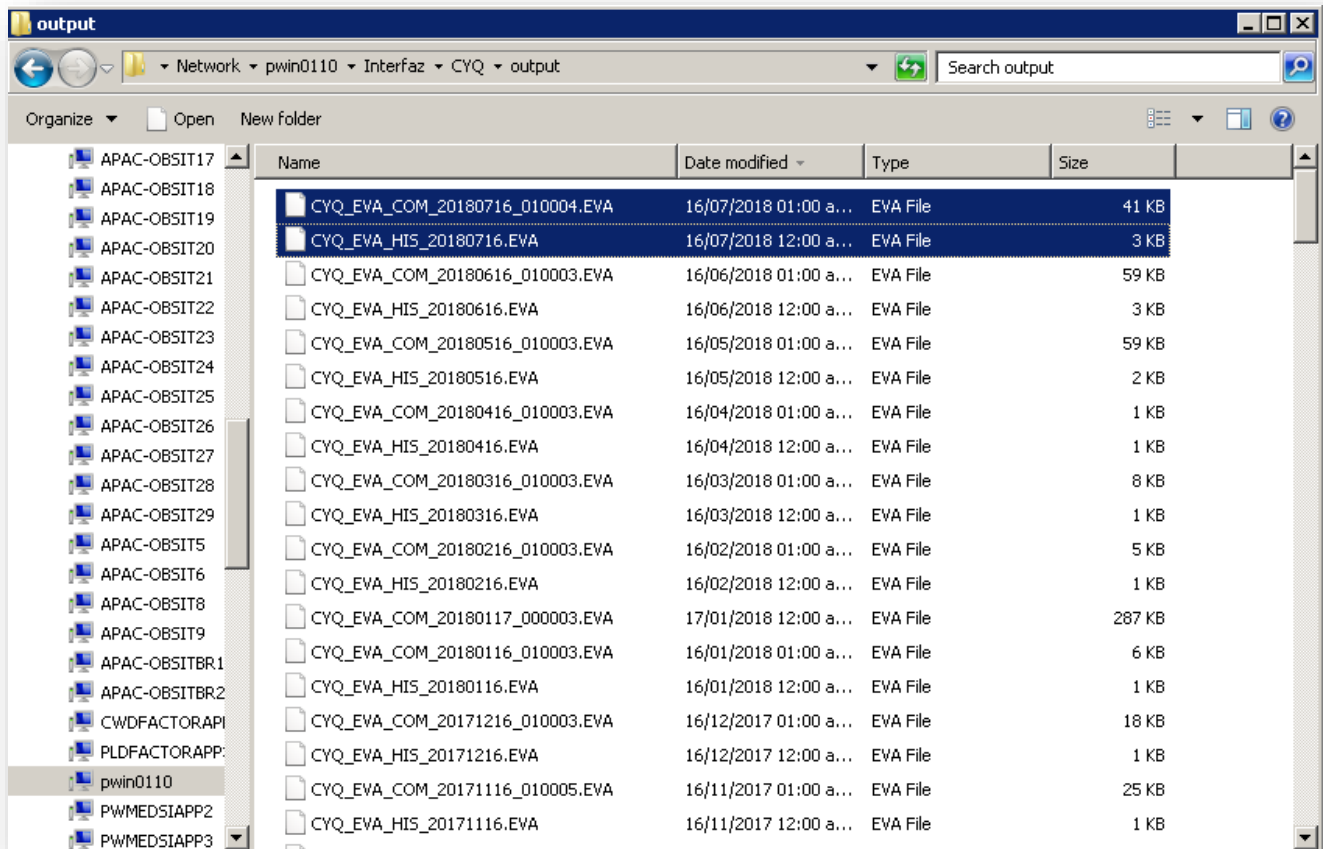 output
Network pwin0110 Interfaz CYQ output Search output
Organize Open New folder
APAC-OBSIT17
APAC-OBSIT18
APAC-OBSIT19
APAC-OBSIT20
APAC-OBSIT21
APAC-OBSIT22
APAC-OBSIT23
APAC-OBSIT24
APAC-OBSIT25
APAC-OBSIT26
APAC-OBSIT27
APAC-OBSIT28
APAC-OBSIT29
APAC-OBSIT5
APAC-OBSIT6
APAC-OBSIT8
APAC-OBSIT9
APAC-OBSITBR1
APAC-OBSITBR2
CWDFACTORAP
PLDFACTORAPP
pwin0110
PWMEDSIAPP2
PWMEDSIAPP3
Name Date modified Type Size
CYQ_EVA_COM_20180716_010004.EVA 16/07/2018 01:00 a... EVA File 41 KB
CYQ_EVA_HIS_20180716.EVA 16/07/2018 12:00 a... EVA File 3 KB
CYQ_EVA_COM_20180616_010003.EVA 16/06/2018 01:00 a... EVA File 59 KB
CYQ_EVA_HIS_20180616.EVA 16/06/2018 12:00 a... EVA File 3 KB
CYQ_EVA_COM_20180516_010003.EVA 16/05/2018 01:00 a... EVA File 59 KB
CYQ_EVA_HIS_20180516.EVA 16/05/2018 12:00 a... EVA File 2 KB
CYQ_EVA_COM_20180416_010003.EVA 16/04/2018 01:00 a... EVA File 1 KB
CYQ_EVA_HIS_20180416.EVA 16/04/2018 12:00 a... EVA File 1 KB
CYQ_EVA_COM_20180316_010003.EVA 16/03/2018 01:00 a... EVA File 8 KB
CYQ_EVA_HIS_20180316.EVA 16/03/2018 12:00 a... EVA File 1 KB
CYQ_EVA_COM_20180216_010003.EVA 16/02/2018 01:00 a... EVA File 5 KB
CYQ_EVA_HIS_20180216.EVA 16/02/2018 12:00 a... EVA File 1 KB
CYQ_EVA_COM_20180117_000003.EVA 17/01/2018 12:00 a... EVA File 287 KB
CYQ_EVA_COM_20180116_010003.EVA 16/01/2018 01:00 a... EVA File 6 KB
CYQ_EVA_HIS_20180116.EVA 16/01/2018 12:00 a... EVA File 1 KB
CYQ_EVA_COM_20171216_010003.EVA 16/12/2017 01:00 a... EVA File 18 KB
CYQ_EVA_HIS_20171216.EVA 16/12/2017 12:00 a... EVA File 1 KB
CYQ_EVA_COM_20171116_010005.EVA 16/11/2017 01:00 a... EVA File 25 KB
CYQ_EVA_HIS_20171116.EVA 16/11/2017 12:00 a... EVA File 1 KB